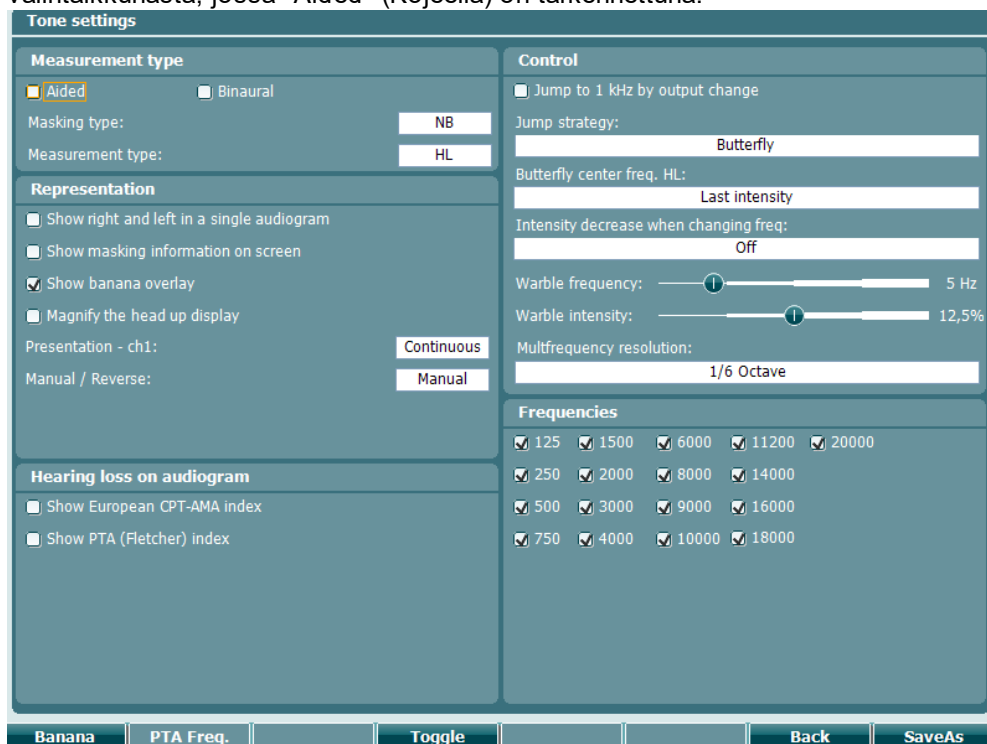 Valintaikkunasta, jossa "Aided" (Kojeella) on tarkennettuna.
Tone settings
Measurement type
Aided Binaural
Masking type: NB
Measurement type: HL
Representation
Show right and left in a single audiogram
Show masking information on screen
Show banana overlay
Magnify the head up display
Presentation - ch1: Continuous
Manual / Reverse: Manual
Hearing loss on audiogram
Show European CPT-AMA index
Show PTA (Fletcher) index
Control
Jump to 1 kHz by output change
Jump strategy:
Butterfly
Butterfly center freq. HL:
Last intensity
Intensity decrease when changing freq:
Off
Warble frequency: 5 Hz
Warble intensity: 12,5%
Multfrequency resolution:
1/6 Octave
Frequencies
125 1500 6000 11200 20000
250 2000 8000 14000
500 3000 9000 16000
750 4000 10000 18000
Banana PTA Freq. Toggle Back SaveAs